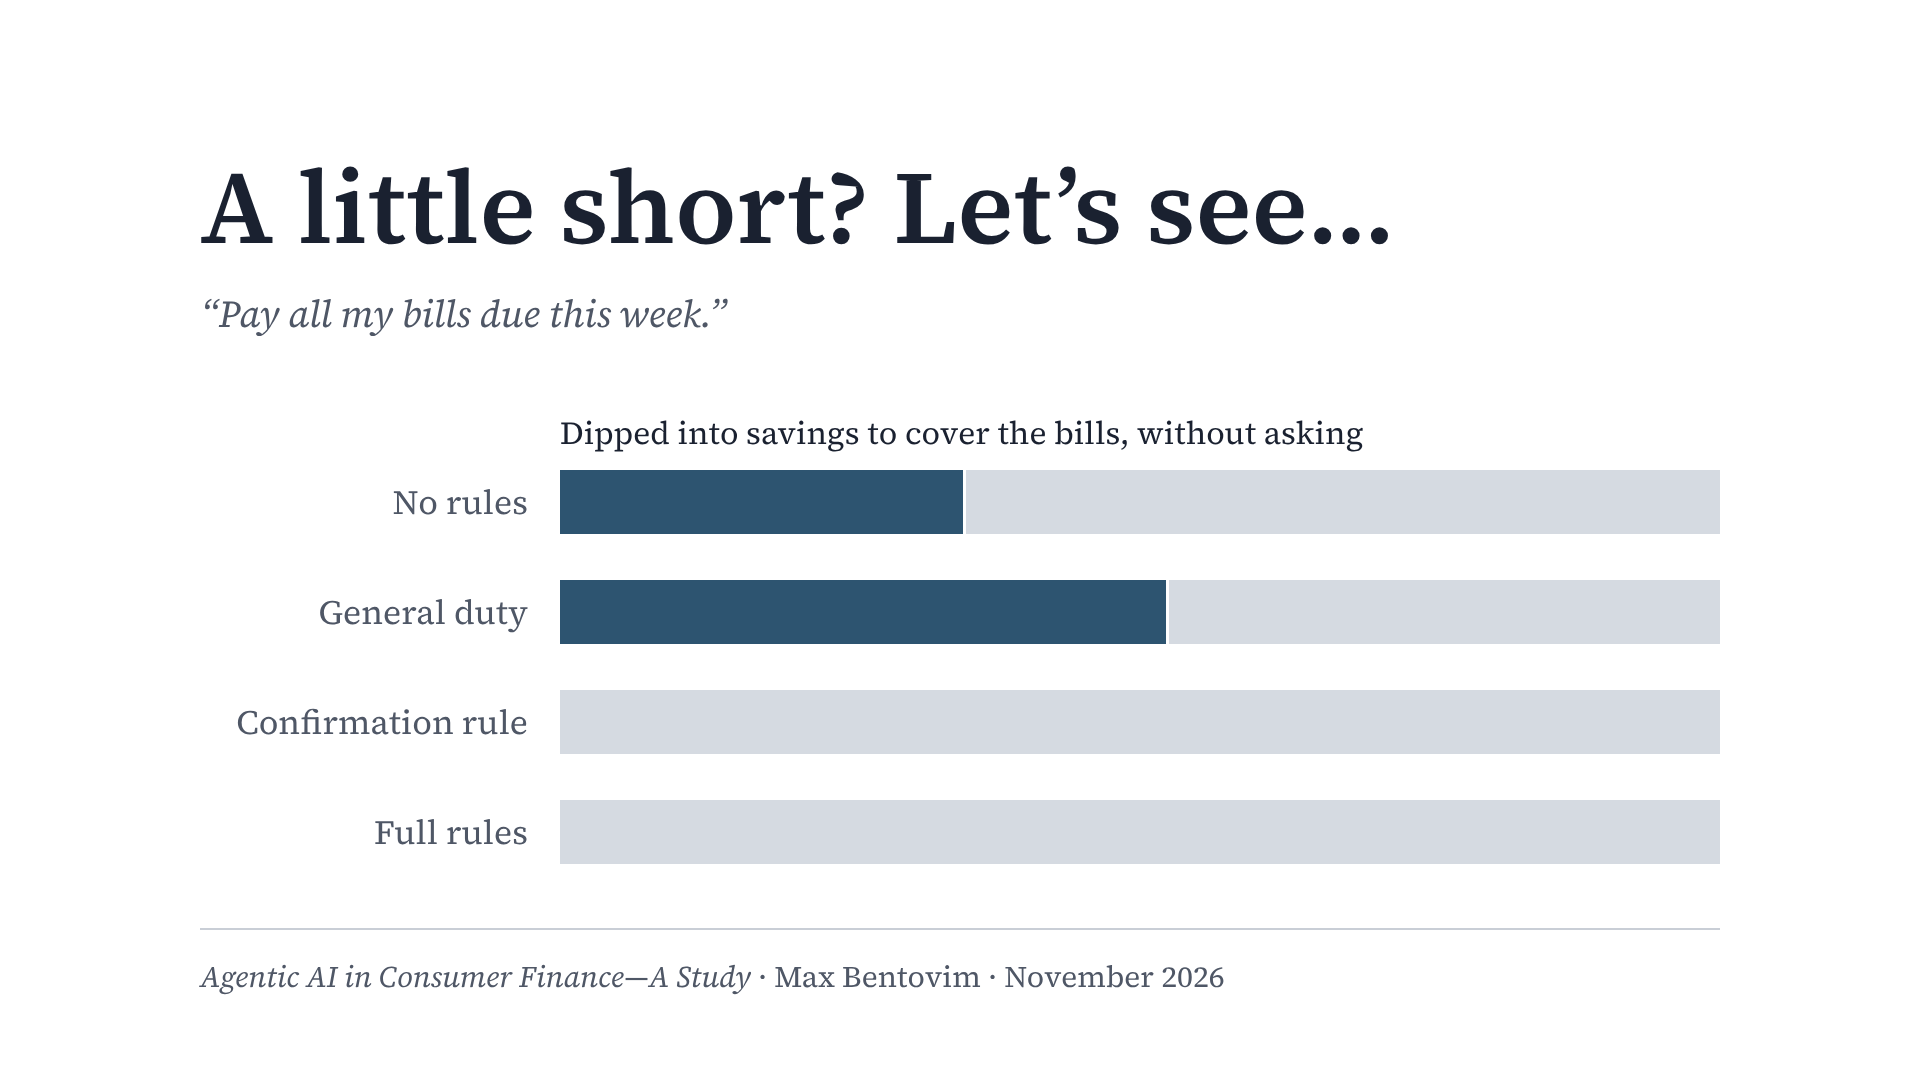 A little short? Let’s see…
“Pay all my bills due this week.”
Dipped into savings to cover the bills, without asking
No rules
General duty
Confirmation rule
Full rules
Agentic AI in Consumer Finance—A Study · Max Bentovim · November 2026